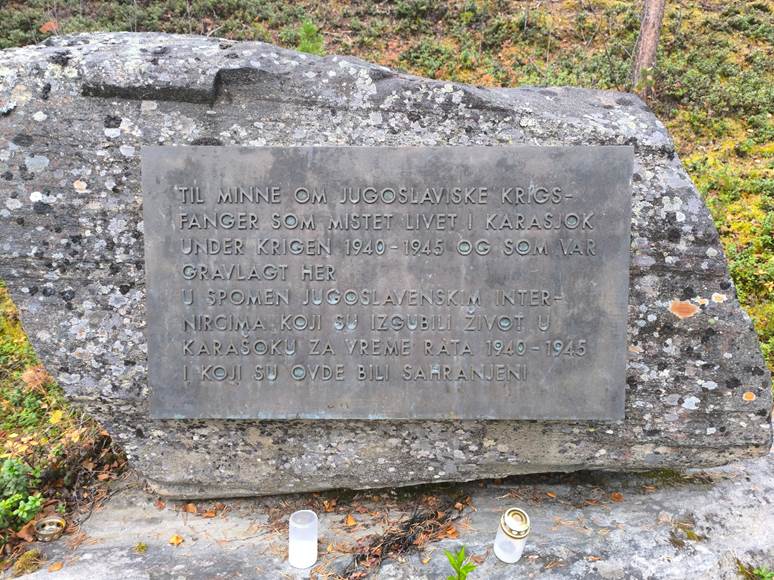 TIL MINNE OM JUGOSLAVISKE KRIGS-
FANGER SOM MISTET LIVET I KARASJOK
UNDER KRIGEN 1940-1945 OG SOM VAR
GRAVLAGT HER
U SPOMEN JUGOSLAVENSKIM INTER-
NIRCIMA KOJI SU IZGUBILI ŽIVOT U
KARAŠOKU ZA VREME RATA 1940-1945
I KOJI SU OVDE BILI SAHRANJENI